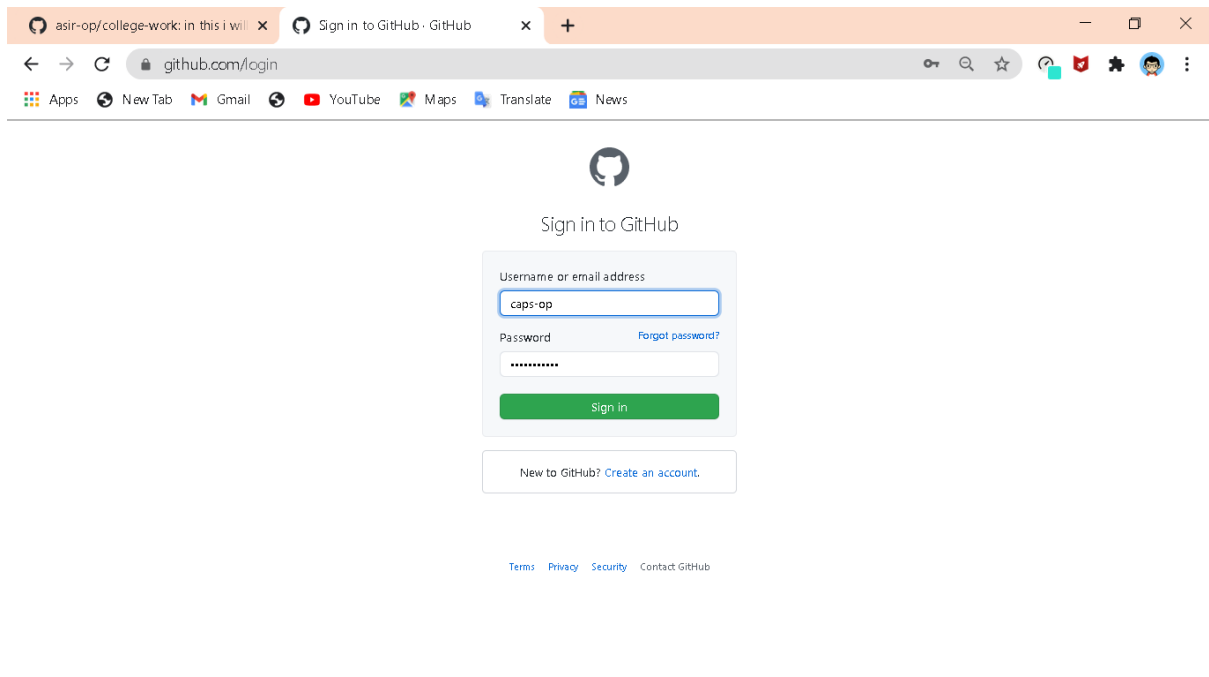 asir-op/college-work: in this i will
Sign in to GitHub · GitHub
github.com/login
Apps New Tab Gmail YouTube Maps Translate News
Sign in to GitHub
Username or email address
caps-op
Password Forgot password?
•••••••••••
Sign in
New to GitHub? Create an account.
Terms Privacy Security Contact GitHub